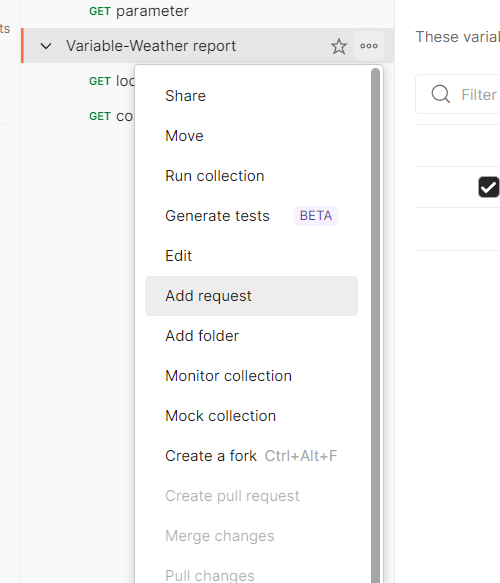 GET parameter
ts
Variable-Weather report
These variab
GET loc
GET co
Share
Move
Run collection
Generate tests BETA
Edit
Add request
Add folder
Monitor collection
Mock collection
Create a fork Ctrl+Alt+F
Create pull request
Merge changes
Pull changes
Filter